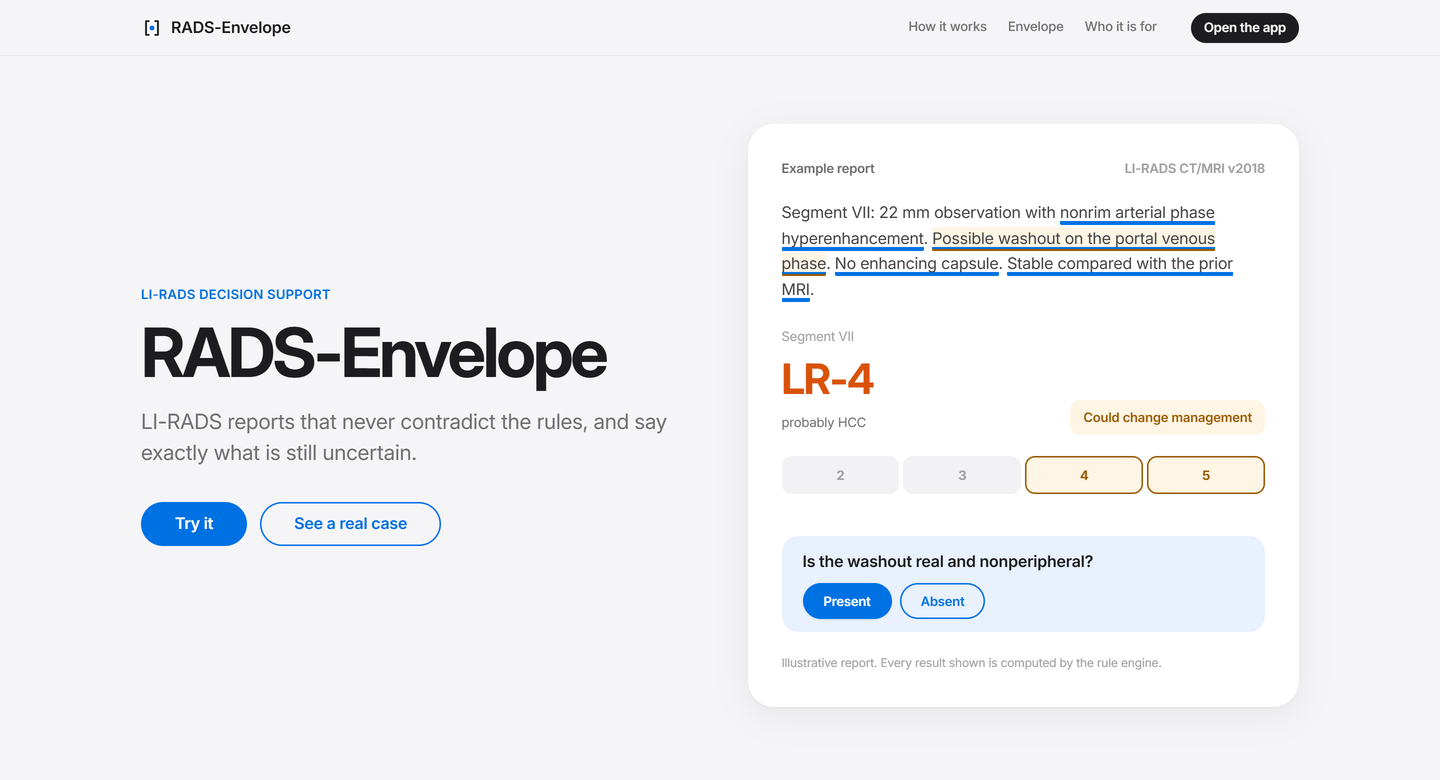 RADS-Envelope
How it works
Envelope
Who it is for
Open the app
LI-RADS DECISION SUPPORT
RADS-Envelope
LI-RADS reports that never contradict the rules, and say
exactly what is still uncertain.
Try it
See a real case
Example report
LI-RADS CT/MRI v2018
Segment VII: 22 mm observation with nonrim arterial phase
hyperenhancement. Possible washout on the portal venous
phase. No enhancing capsule. Stable compared with the prior
MRI.
Segment VII
LR-4
probably HCC
Could change management
2
3
4
5
Is the washout real and nonperipheral?
Present
Absent
Illustrative report. Every result shown is computed by the rule engine.